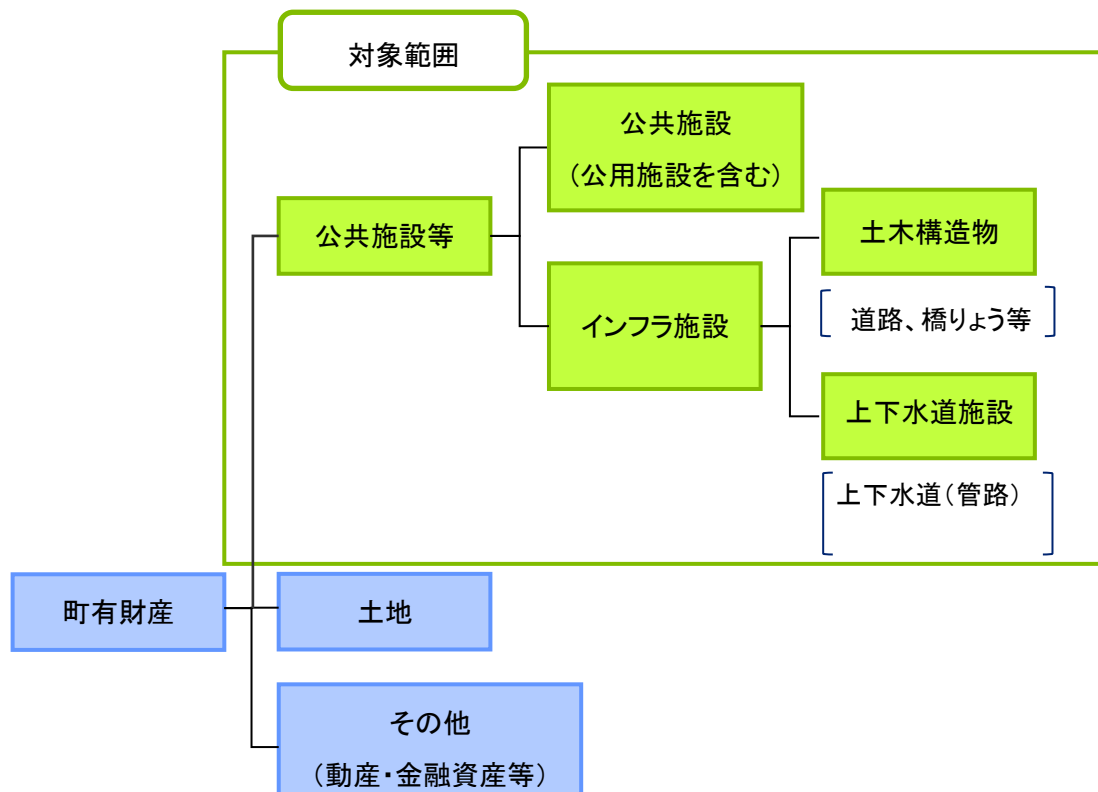 対象範囲
公共施設
（公用施設を含む）
公共施設等
土木構造物
道路、橋りょう等
インフラ施設
上下水道施設
上下水道（管路）
町有財産
土地
その他
（動産・金融資産等）